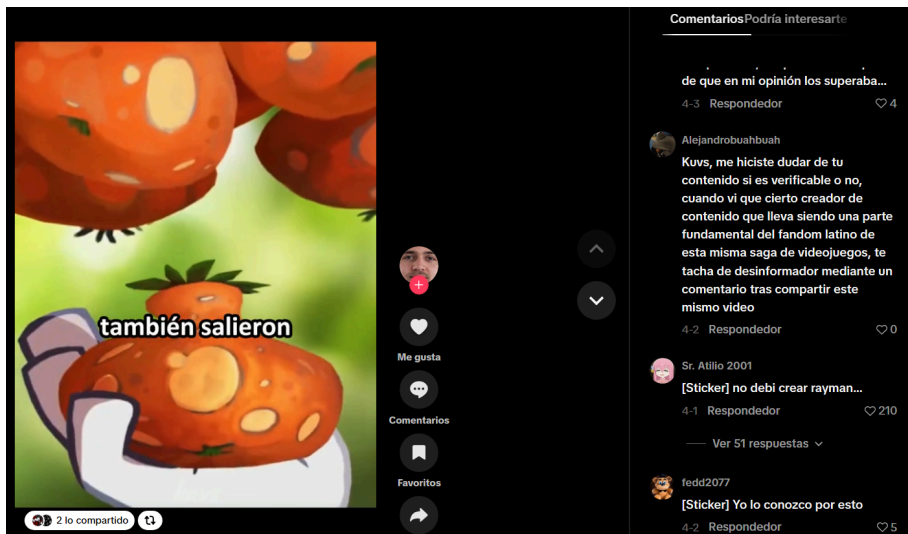 también salieron
2 lo compartido
Me gusta
Comentarios
Favoritos
Comentarios
Podría interesarte
de que en mi opinión los superaba...
4-3 Respondedor
4
Alejandrobuahbuah
Kuvs, me hiciste dudar de tu
contenido si es verificable o no,
cuando vi que cierto creador de
contenido que lleva siendo una parte
fundamental del fandom latino de
esta misma saga de videojuegos, te
tacha de desinformador mediante un
comentario tras compartir este
mismo video
4-2 Respondedor
0
Sr. Atilio 2001
[Sticker] no debi crear rayman...
4-1 Respondedor
210
Ver 51 respuestas
fedd2077
[Sticker] Yo lo conozco por esto
4-2 Respondedor
5